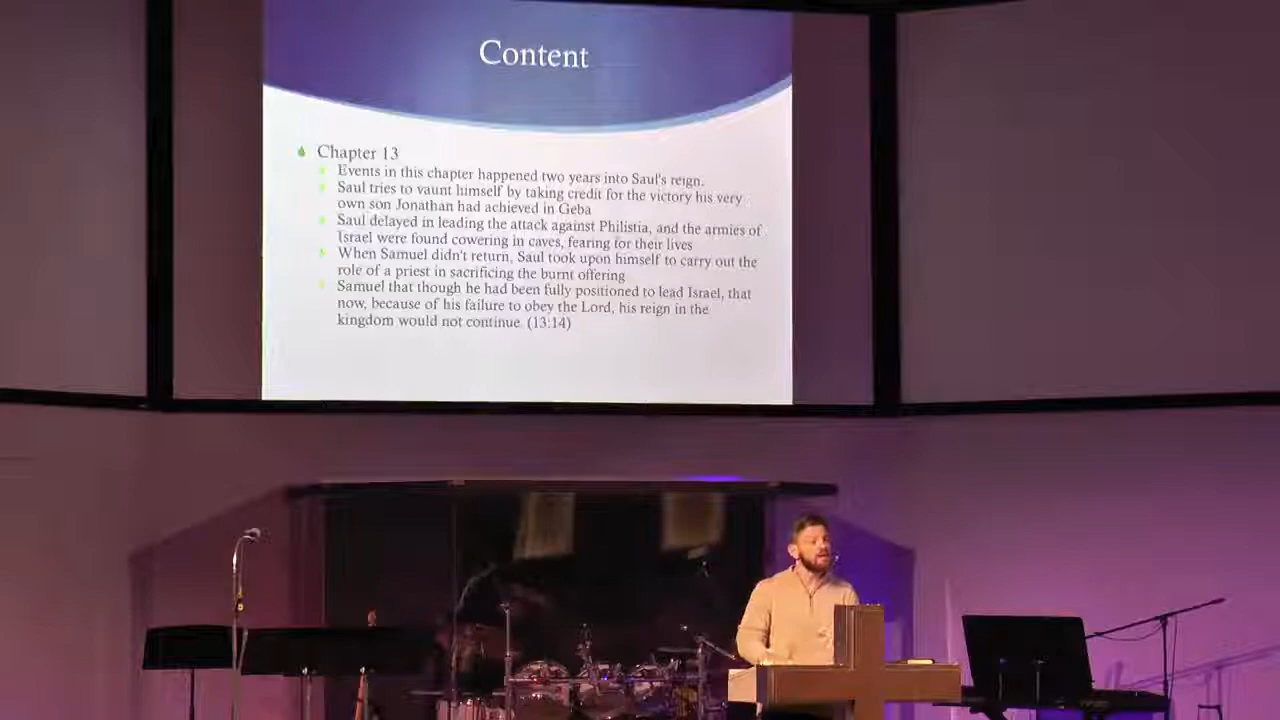 Content
Chapter 13
Events in this chapter happened two years into Saul's reign.
Saul tries to vaunt himself by taking credit for the victory his very
own son Jonathan had achieved in Geba
Saul delayed in leading the attack against Philistia, and the armies of
Israel were found cowering in caves, fearing for their lives
When Samuel didn't return, Saul took upon himself to carry out the
role of a priest in sacrificing the burnt offering
Samuel that though he had been fully positioned to lead Israel, that
now, because of his failure to obey the Lord, his reign in the
kingdom would not continue. (13:14)